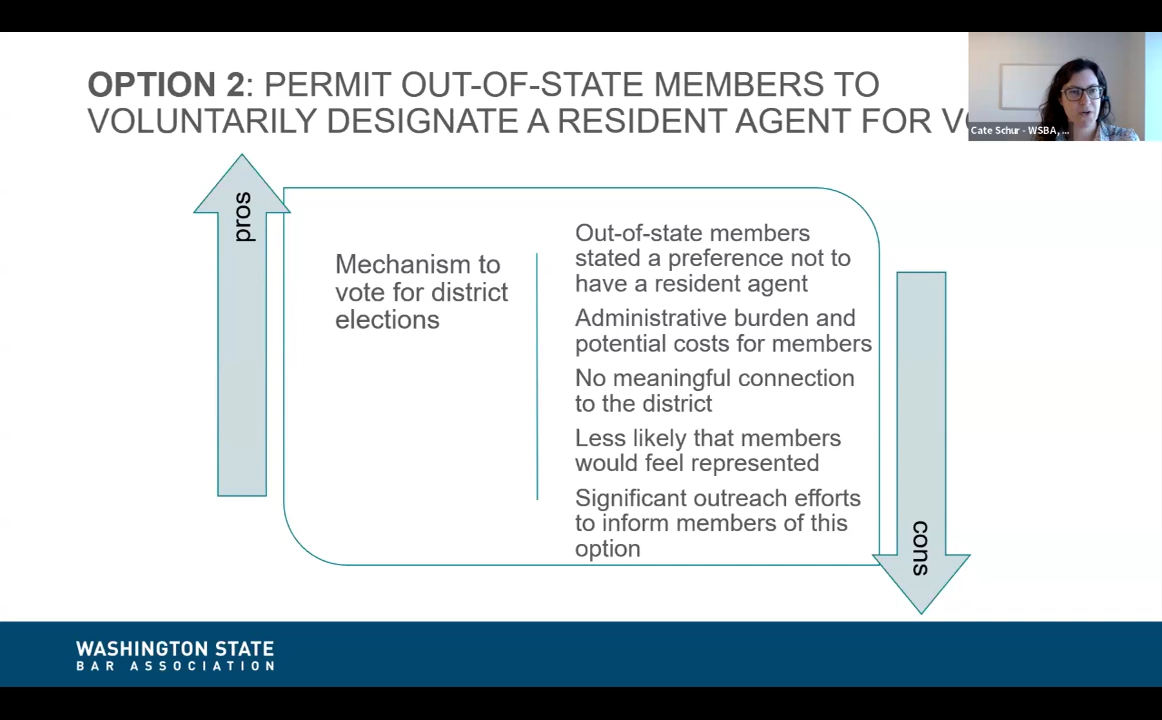 OPTION 2: PERMIT OUT-OF-STATE MEMBERS TO
VOLUNTARILY DESIGNATE A RESIDENT AGENT FOR
Cate Schur - WSBA, ...
pros
Mechanism to
vote for district
elections
Out-of-state members
stated a preference not to
have a resident agent
Administrative burden and
potential costs for members
No meaningful connection
to the district
Less likely that members
would feel represented
Significant outreach efforts
to inform members of this
option
cons
WASHINGTON STATE
BAR ASSOCIATION